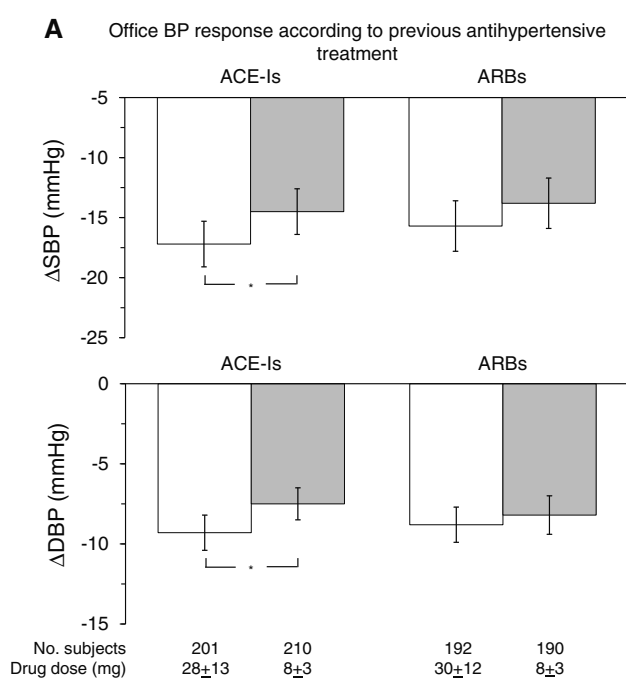 A Office BP response according to previous antihypertensive
treatment
ACE-Is ARBs
-5
-10
-15
-20
-25
ΔSBP (mmHg)
*
ACE-Is ARBs
0
-5
-10
-15
ΔDBP (mmHg)
*
No. subjects 201 210 192 190
Drug dose (mg) 28±13 8±3 30±12 8±3